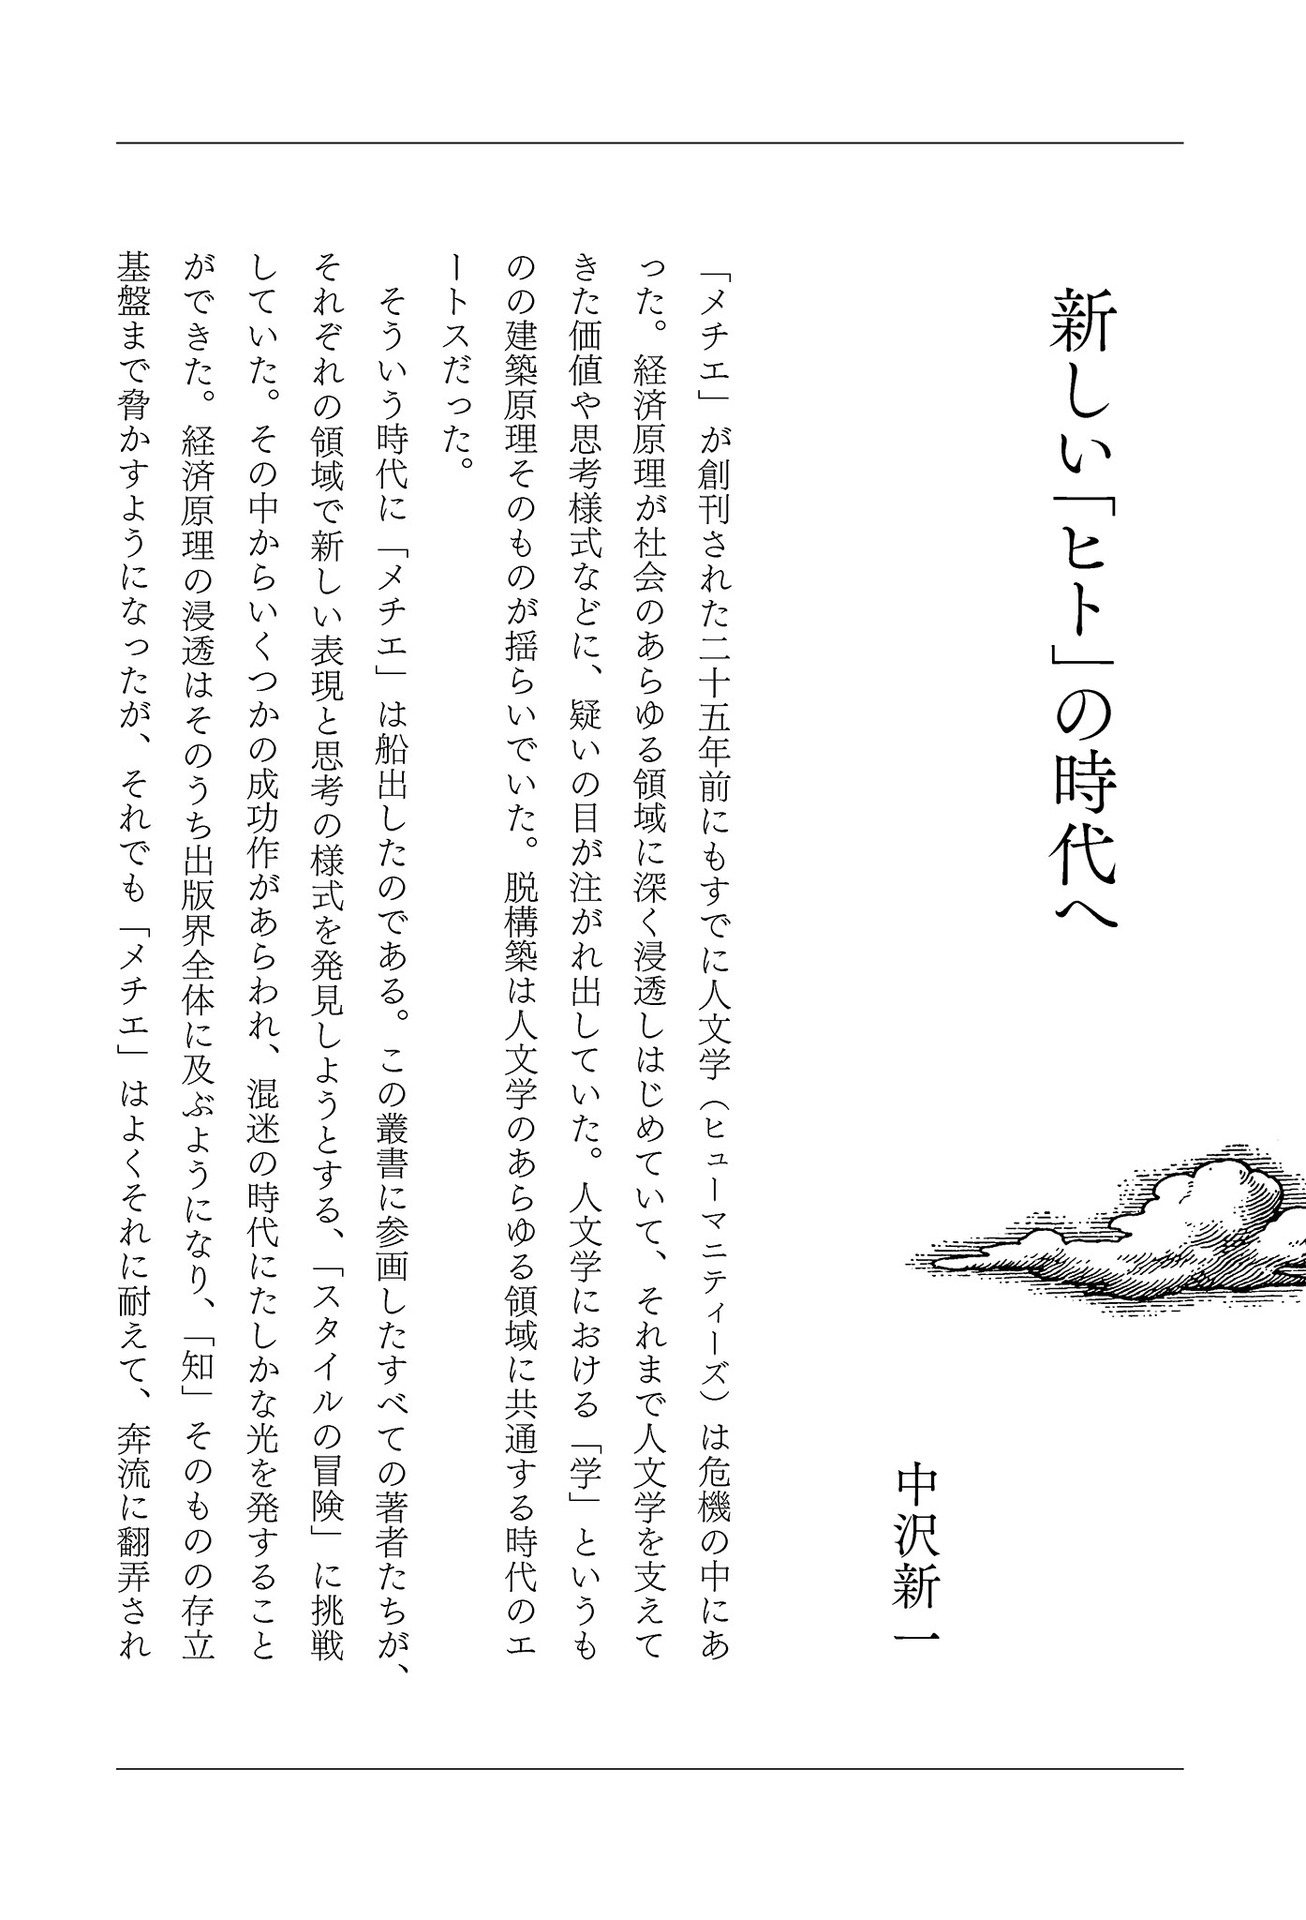 新しい「ヒト」の時代へ
中沢新一
「メチエ」が創刊された二十五年前にもすでに人文学（ヒューマニティーズ）は危機の中にあ
った。経済原理が社会のあらゆる領域に深く浸透しはじめていて、それまで人文学を支えて
きた価値や思考様式などに、疑いの目が注がれ出していた。人文学における「学」というも
のの建築原理そのものが揺らいでいた。脱構築は人文学のあらゆる領域に共通する時代のエ
ートスだった。
そういう時代に「メチエ」は船出したのである。この叢書に参画したすべての著者たちが、
それぞれの領域で新しい表現と思考の様式を発見しようとする、「スタイルの冒険」に挑戦
していた。その中からいくつかの成功作があらわれ、混迷の時代にたしかな光を発すること
ができた。経済原理の浸透はそのうち出版界全体に及ぶようになり、「知」そのものの存立
基盤まで脅かすようになったが、それでも「メチエ」はよくそれに耐えて、奔流に翻弄され